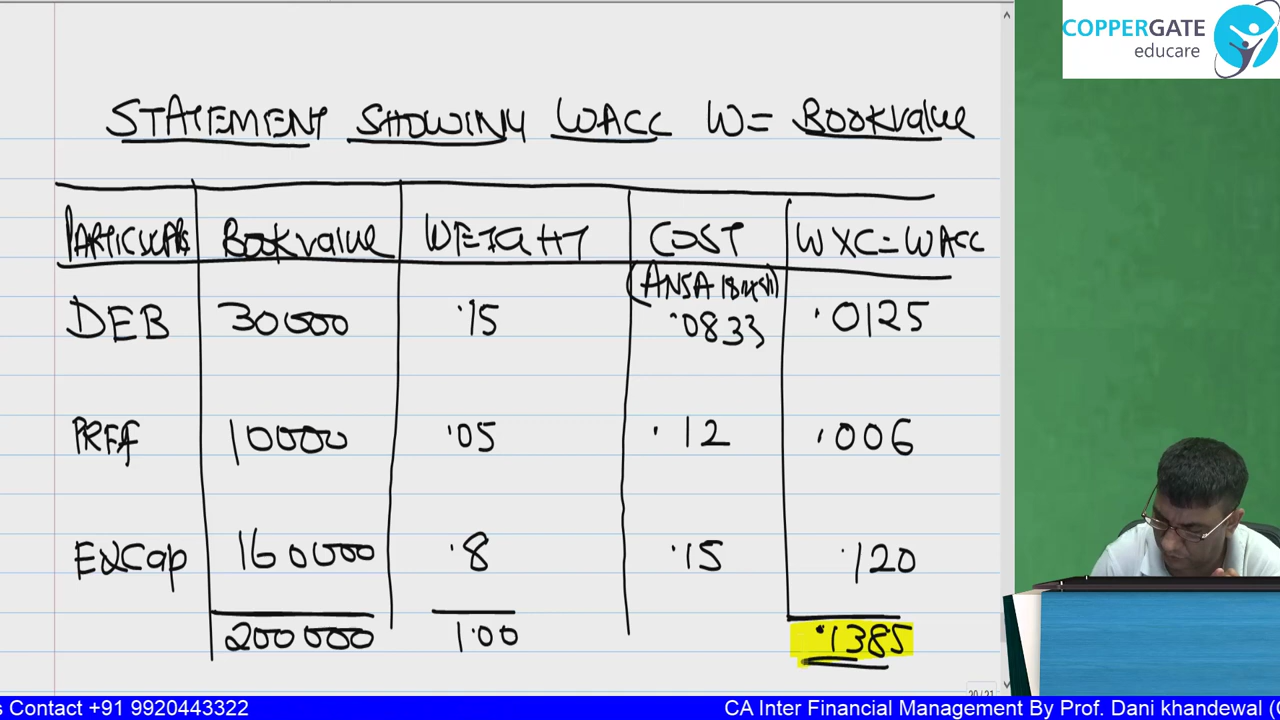 COPPERGATE
educare
STATEMENT SHOWING WACC W= BOOKvalue
PARTICULARS BOOKvalue WEIGHT COST W X C = WACC
DEB 30000 .15 .0833 .0125
PREF 10000 .05 .12 .006
EQCap 160000 .8 .15 .120
200000 1.00 .1385
s Contact +91 9920443322 CA Inter Financial Management By Prof. Dani khandewal (